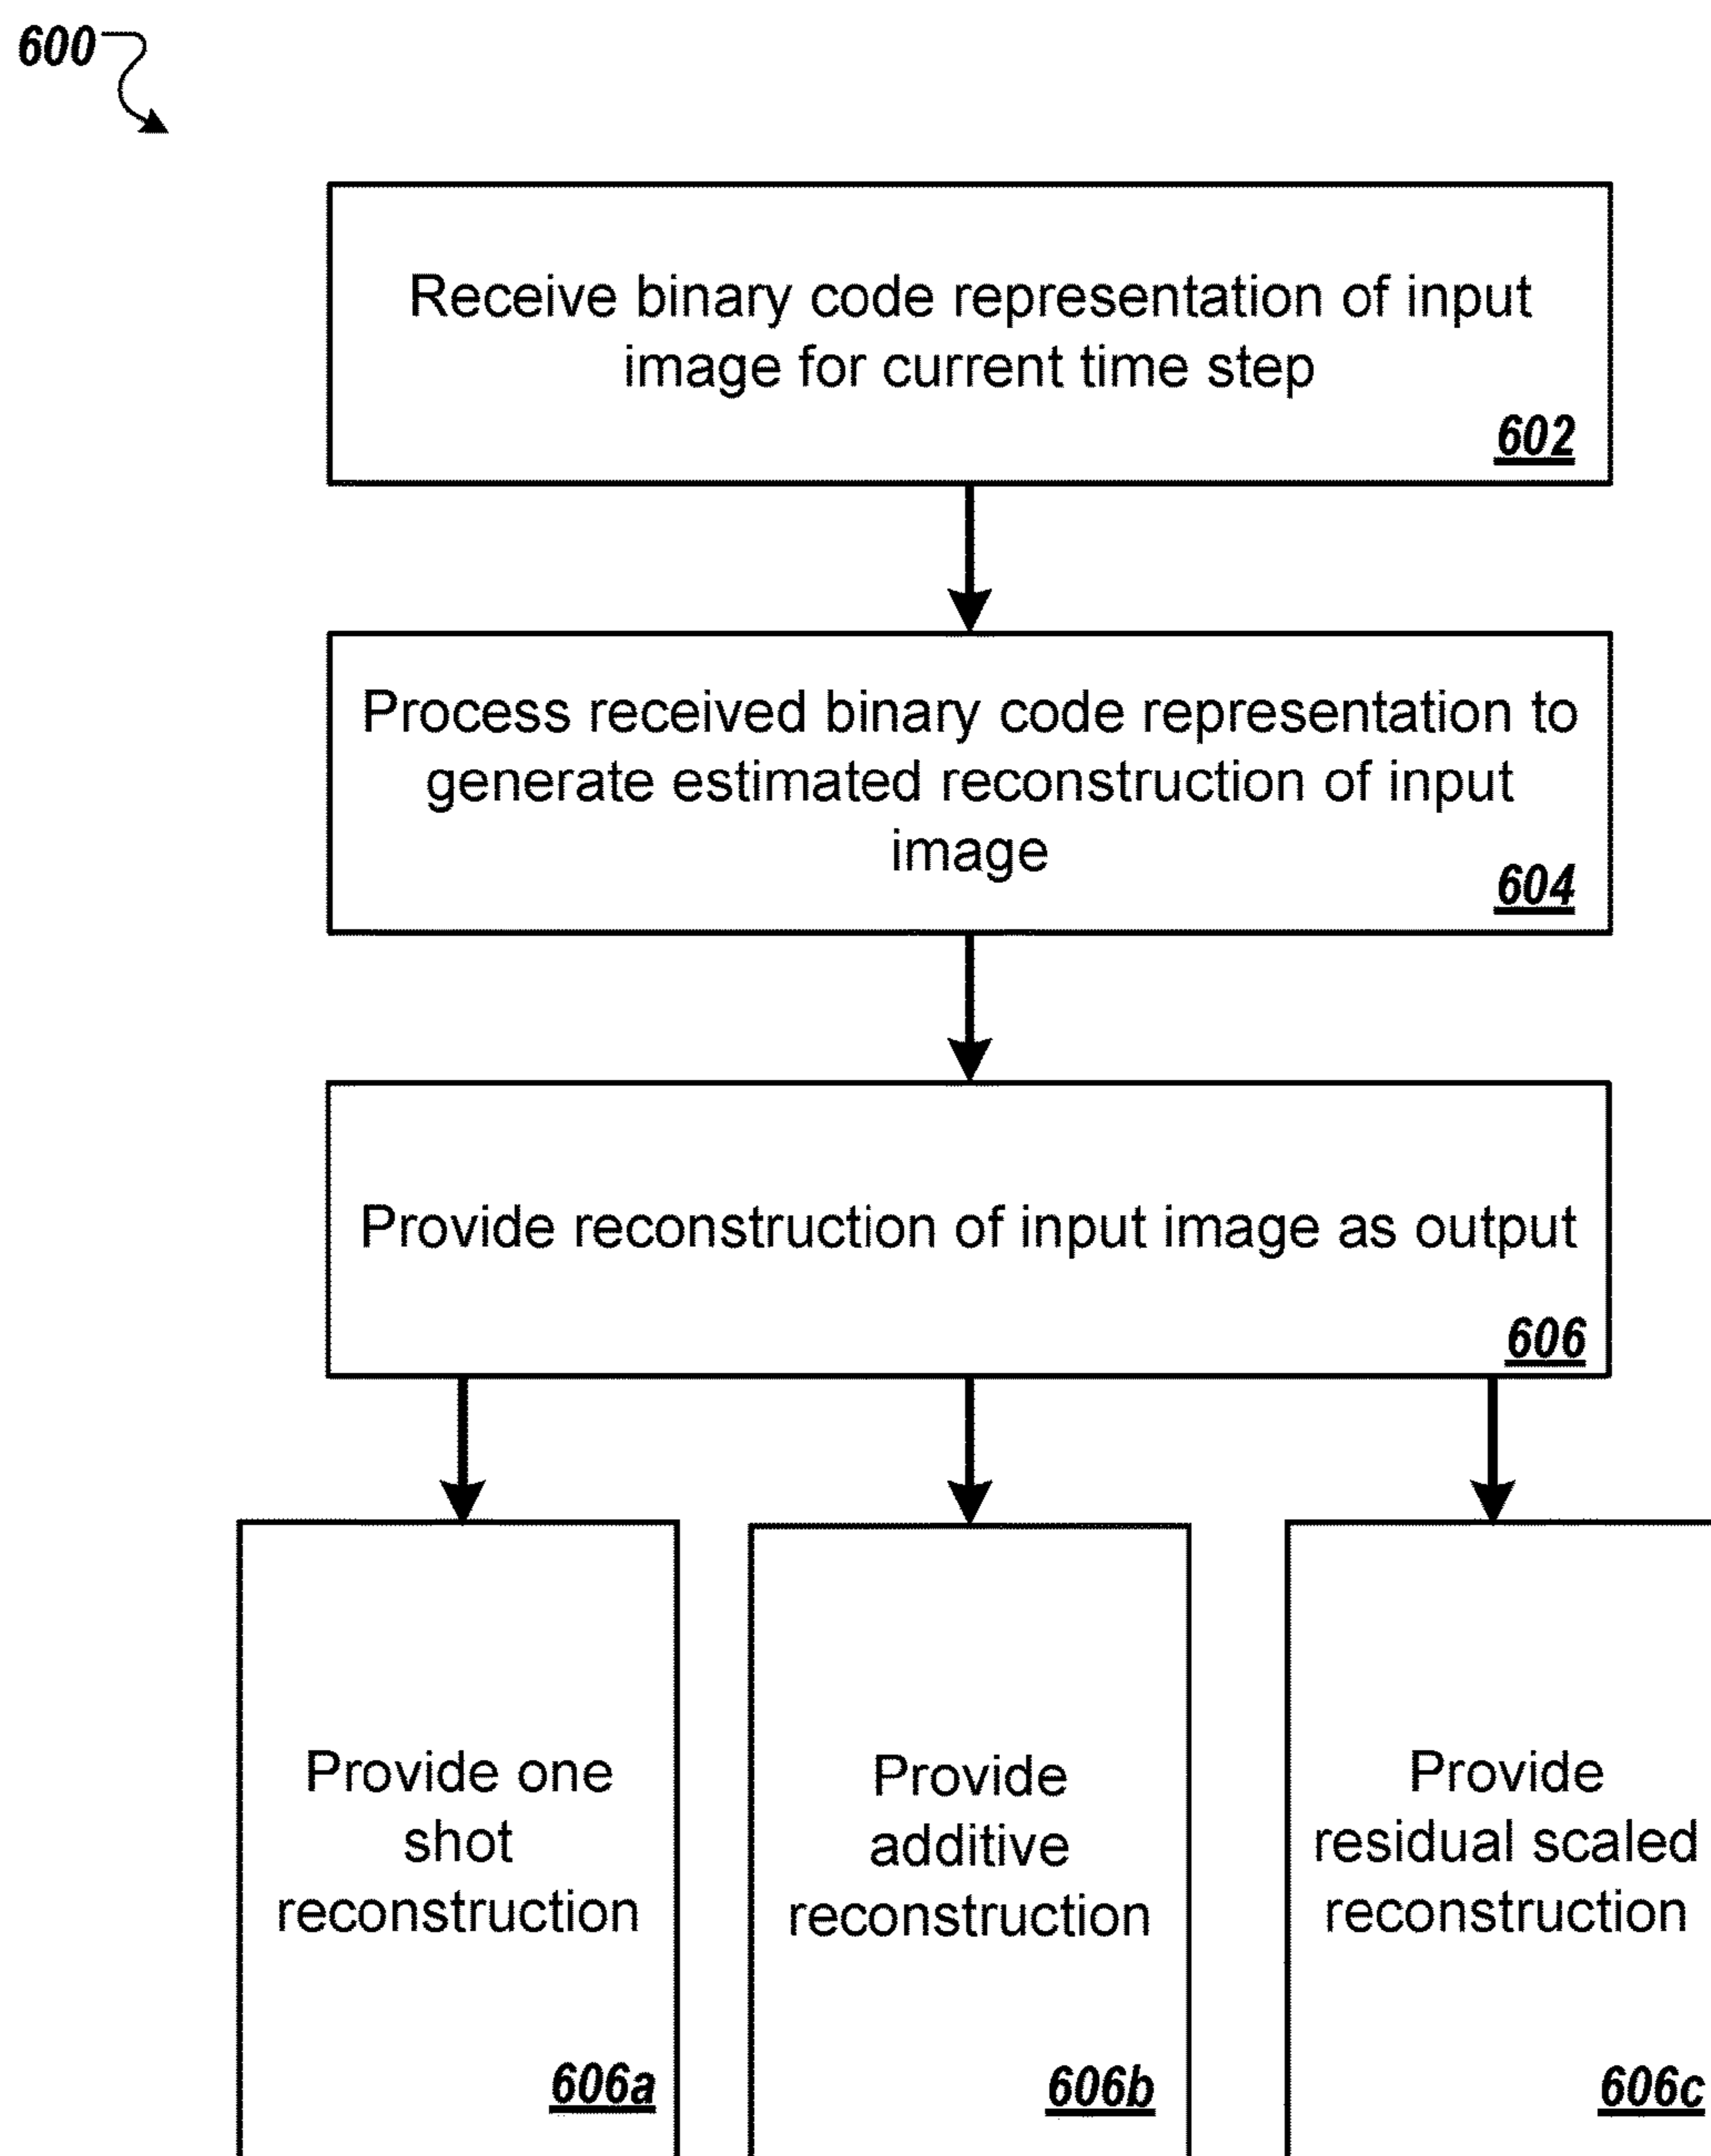 600
Receive binary code representation of input
image for current time step
602
Process received binary code representation to
generate estimated reconstruction of input
image
604
Provide reconstruction of input image as output
606
Provide one
shot
reconstruction
606a
Provide
additive
reconstruction
606b
Provide
residual scaled
reconstruction
606c